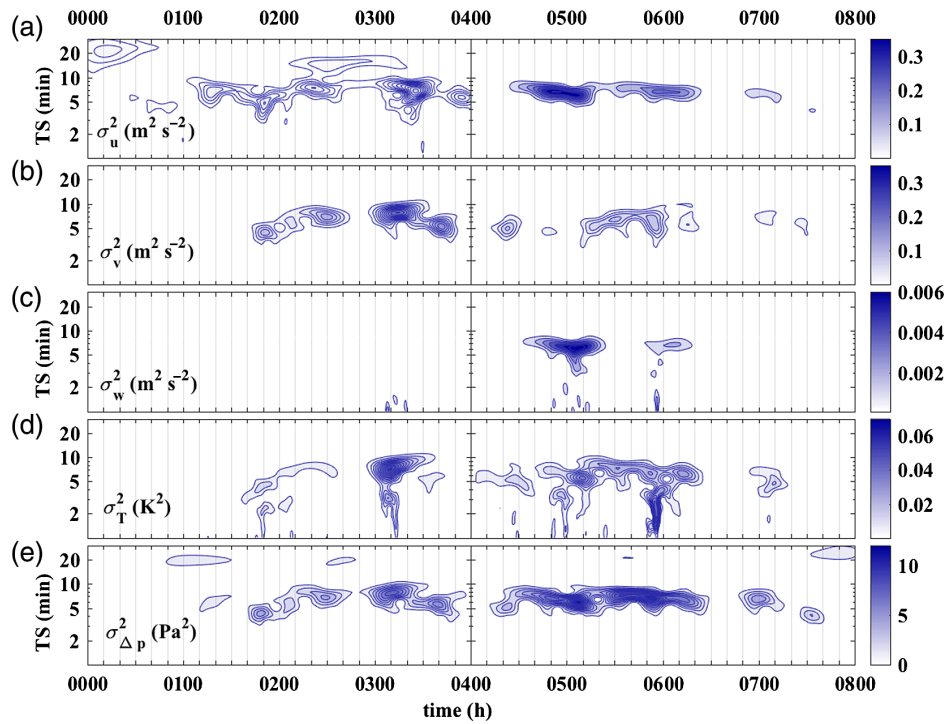 (a) 0000 0100 0200 0300 0400 0500 0600 0700 0800
TS (min) 20 10 5 2
σ²u (m² s⁻²)
0.3 0.2 0.1
(b)
20 10 5 2
σ²v (m² s⁻²)
0.3 0.2 0.1
(c)
TS (min) 20 10 5 2
σ²w (m² s⁻²)
0.006 0.004 0.002
(d)
20 10 5 2
σ²T (K²)
0.06 0.04 0.02
(e)
TS (min) 20 10 5 2
σ²Δp (Pa²)
10 5 0
0000 0100 0200 0300 0400 0500 0600 0700 0800
time (h)